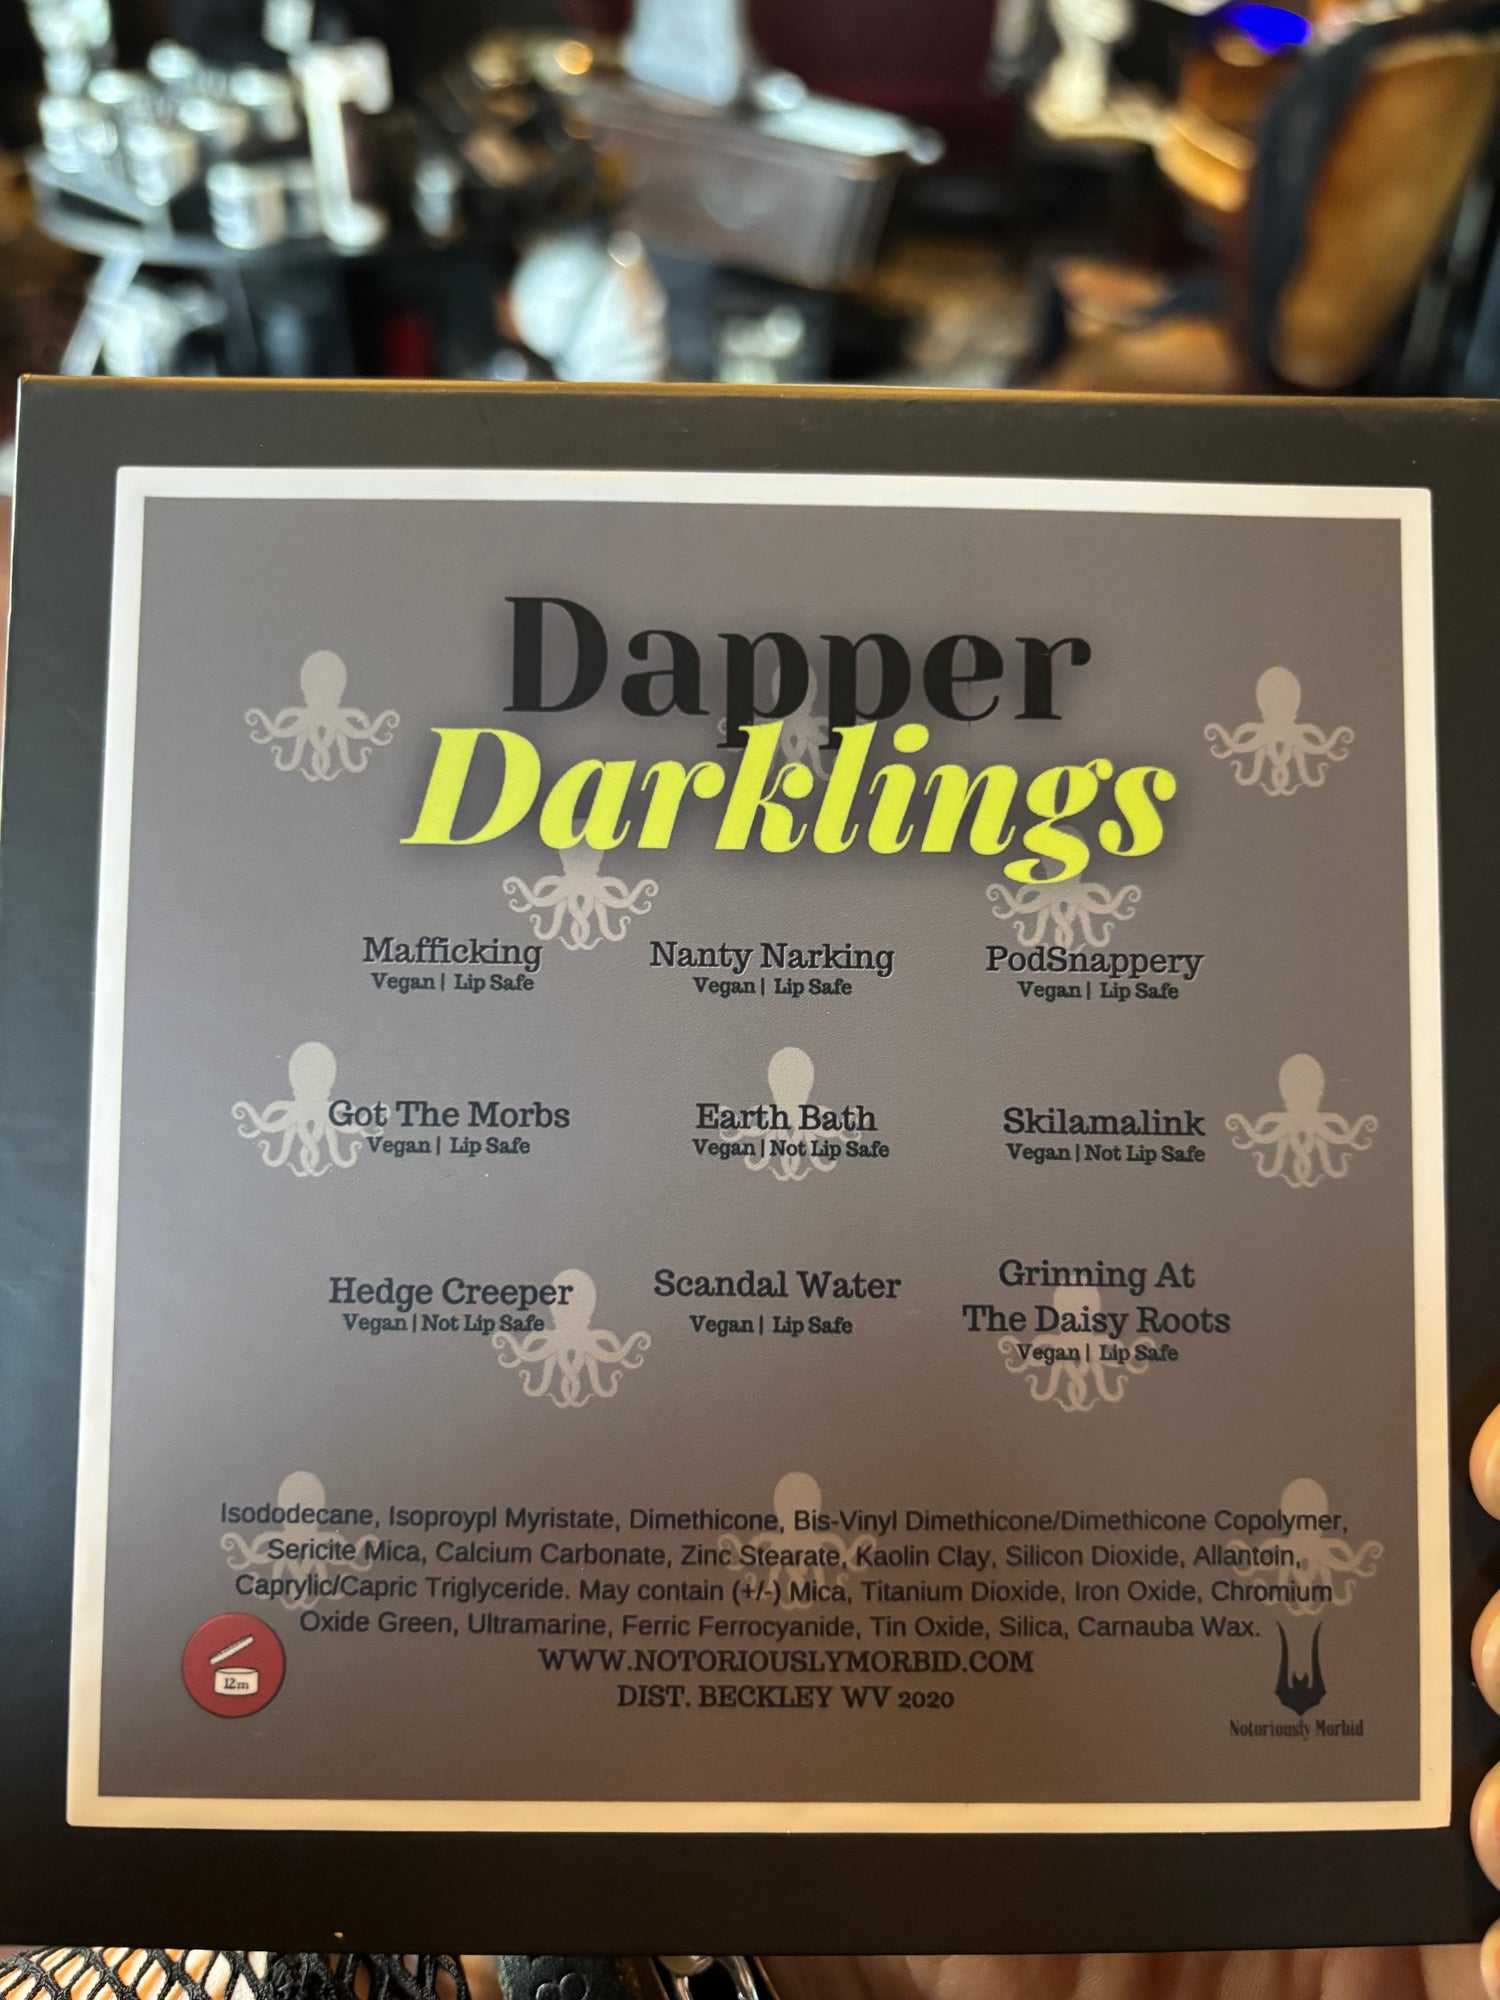 Dapper
Darklings
Mafficking
Vegan | Lip Safe
Nanty Narking
Vegan | Lip Safe
PodSnappery
Vegan | Lip Safe
Got The Morbs
Vegan | Lip Safe
Earth Bath
Vegan | Not Lip Safe
Skilamalink
Vegan | Not Lip Safe
Hedge Creeper
Vegan | Not Lip Safe
Scandal Water
Vegan | Lip Safe
Grinning At
The Daisy Roots
Vegan | Lip Safe
Isododecane, Isoproypl Myristate, Dimethicone, Bis-Vinyl Dimethicone/Dimethicone Copolymer,
Sericite Mica, Calcium Carbonate, Zinc Stearate, Kaolin Clay, Silicon Dioxide, Allantoin,
Caprylic/Capric Triglyceride. May contain (+/-) Mica, Titanium Dioxide, Iron Oxide, Chromium
Oxide Green, Ultramarine, Ferric Ferrocyanide, Tin Oxide, Silica, Carnauba Wax.
WWW.NOTORIOUSLYMORBID.COM
DIST. BECKLEY WV 2020
12m
Notoriously Morbid